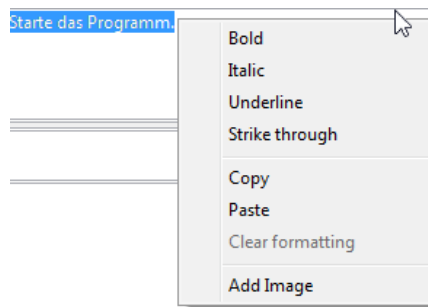 Starte das Programm.
Bold
Italic
Underline
Strike through
Copy
Paste
Clear formatting
Add Image